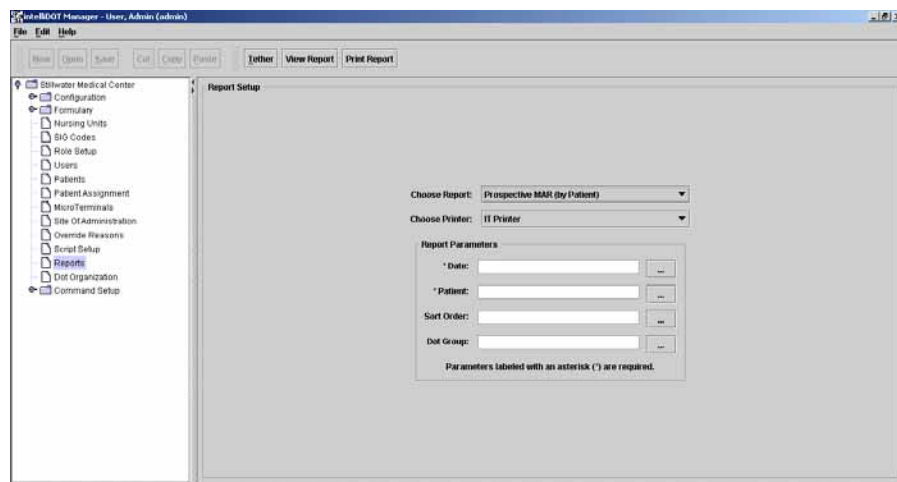 intelliDOT Manager - User, Admin (admin)
File Edit Help
New Open Save Cut Copy Paste Tether View Report Print Report
Stillwater Medical Center
Configuration
Formulary
Nursing Units
SIG Codes
Role Setup
Users
Patients
Patient Assignment
MicroTerminals
Site Of Administration
Override Reasons
Script Setup
Reports
Dot Organization
Command Setup
Report Setup
Choose Report: Prospective MAR (by Patient)
Choose Printer: IT Printer
Report Parameters
*Date: ...
*Patient: ...
Sort Order: ...
Dot Group: ...
Parameters labeled with an asterisk (*) are required.